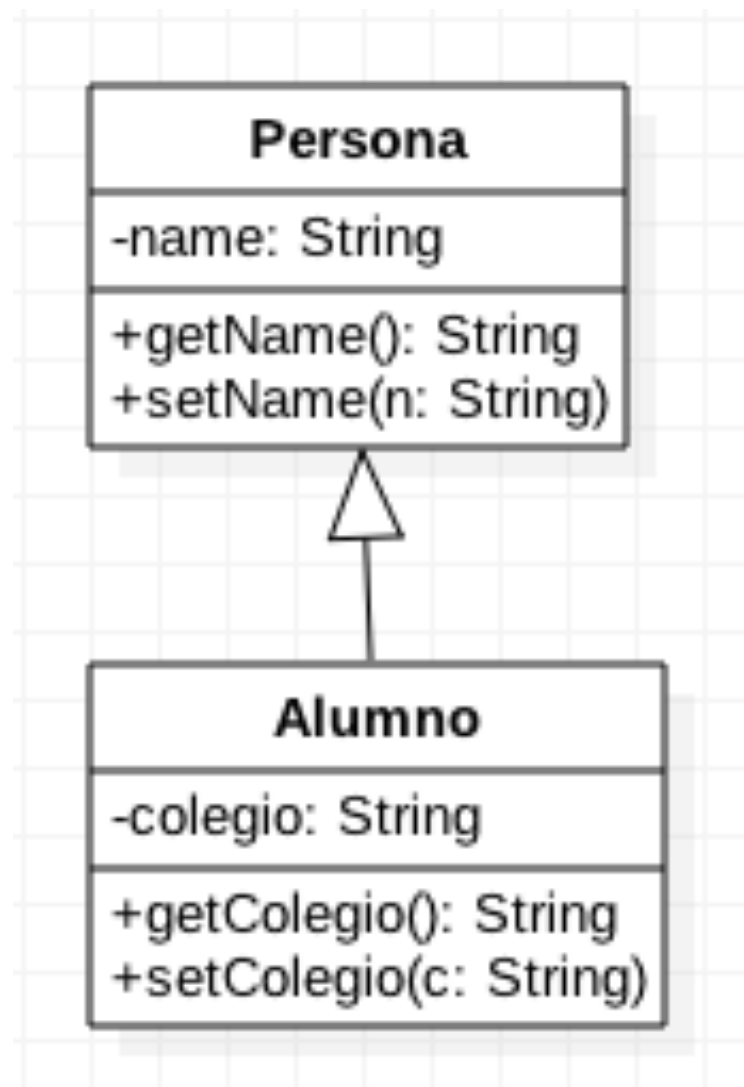 Persona
-name: String
+getName(): String
+setName(n: String)
Alumno
-colegio: String
+getColegio(): String
+setColegio(c: String)